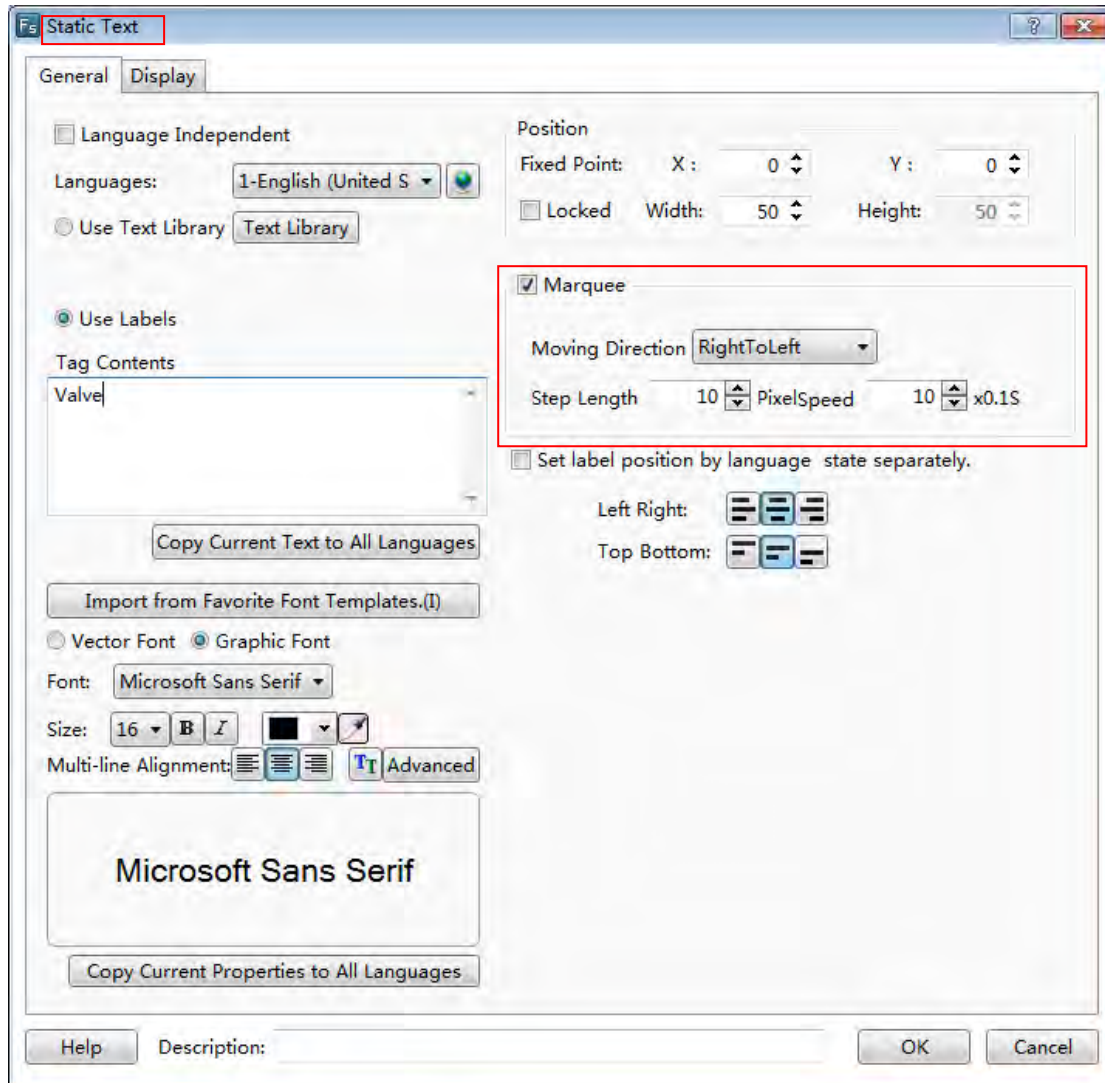 Fs Static Text
General Display
Language Independent
Languages: 1-English (United S
Use Text Library Text Library
Use Labels
Tag Contents
Valve
Copy Current Text to All Languages
Import from Favorite Font Templates.(I)
Vector Font Graphic Font
Font: Microsoft Sans Serif
Size: 16 B I
Multi-line Alignment: TT Advanced
Microsoft Sans Serif
Copy Current Properties to All Languages
Position
Fixed Point: X : 0 Y : 0
Locked Width: 50 Height: 50
Marquee
Moving Direction RightToLeft
Step Length 10 PixelSpeed 10 x0.1S
Set label position by language state separately.
Left Right:
Top Bottom:
Help Description: OK Cancel